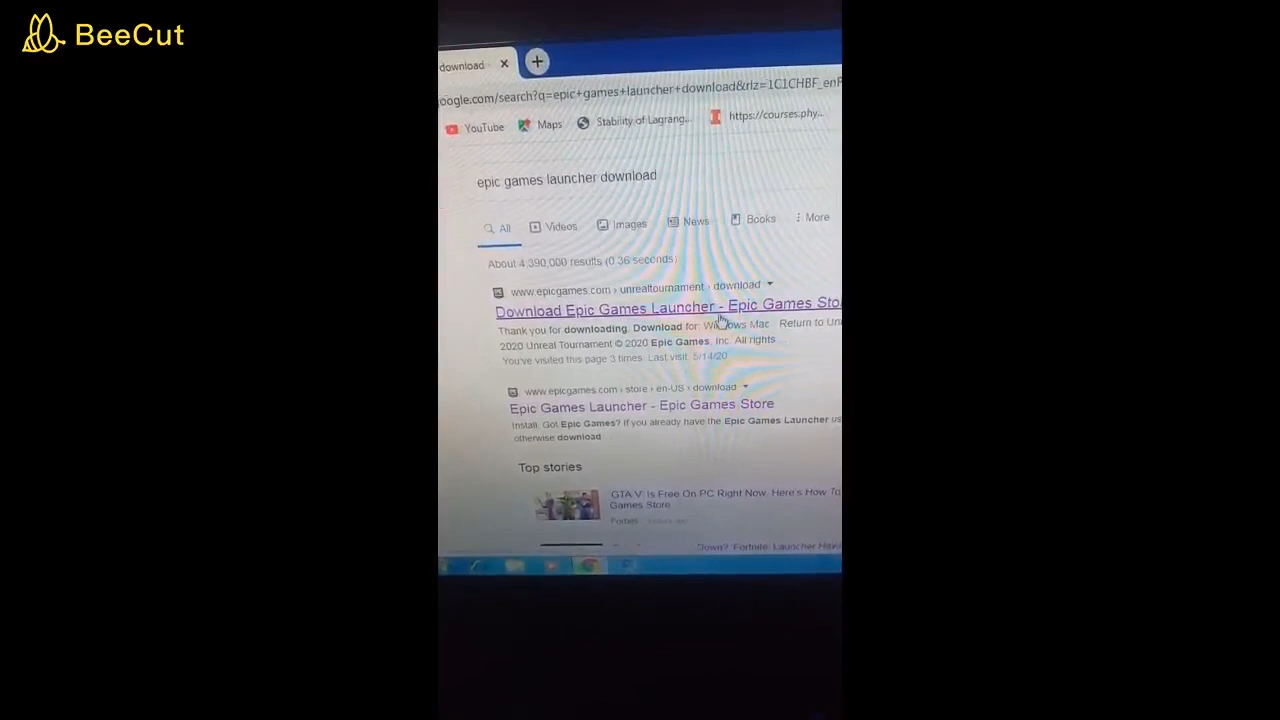 BeeCut
download
oogle.com/search?q=epic+games+launcher+download&rlz=1C1CHBF_enP
YouTube Maps Stability of Lagrang... https://courses.phy...
epic games launcher download
All Videos Images News Books More
About 4,390,000 results (0.36 seconds)
www.epicgames.com › unrealtournament › download
Download Epic Games Launcher - Epic Games Sto
Thank you for downloading. Download for: Windows Mac Return to Un
2020 Unreal Tournament © 2020 Epic Games, Inc. All rights ...
You've visited this page 3 times. Last visit: 5/14/20
www.epicgames.com › store › en-US › download
Epic Games Launcher - Epic Games Store
Install. Got Epic Games? If you already have the Epic Games Launcher
otherwise download
Top stories
GTA V Is Free On PC Right Now. Here's How To
Games Store
Forbes
Down? 'Fortnite,' Launcher